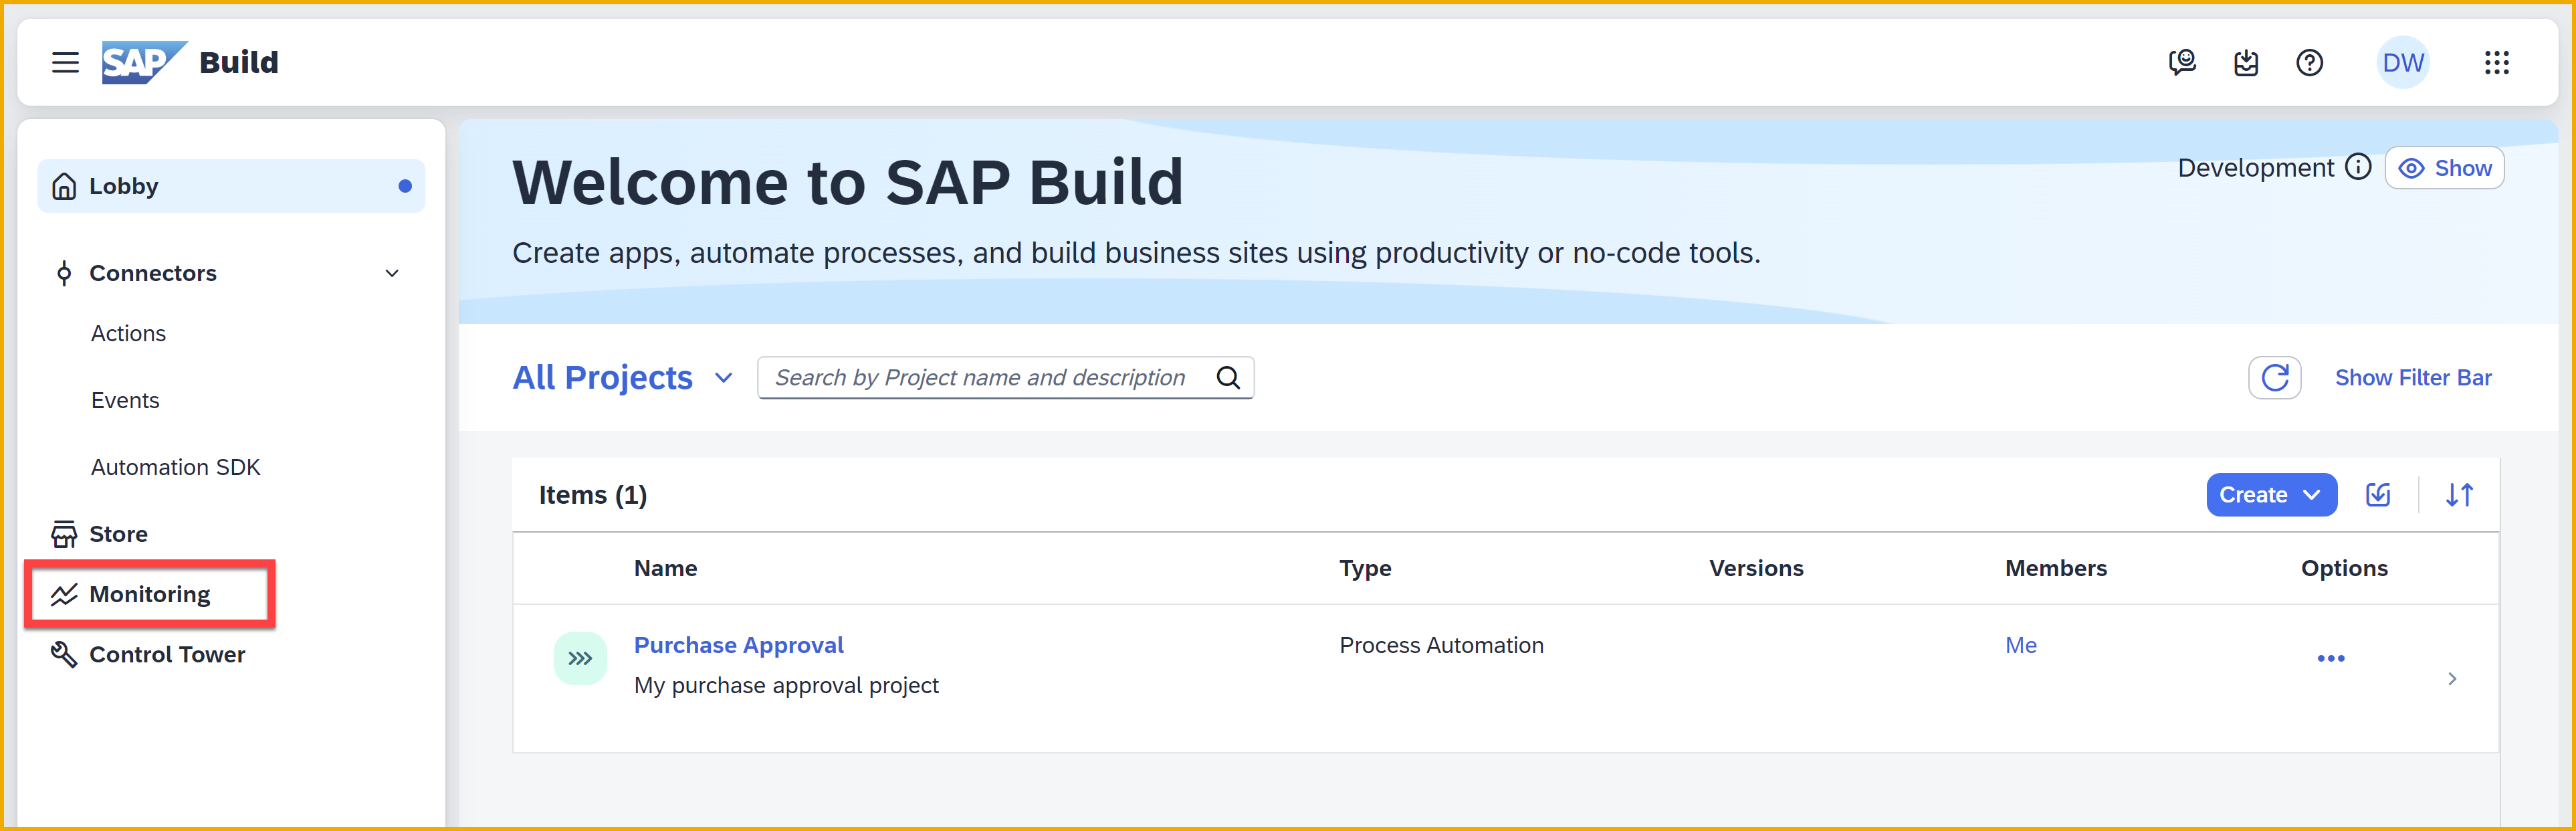 SAP Build
DW
Lobby
Connectors
Actions
Events
Automation SDK
Store
Monitoring
Control Tower
Welcome to SAP Build
Create apps, automate processes, and build business sites using productivity or no-code tools.
Development Show
All Projects Search by Project name and description Show Filter Bar
Items (1) Create
Name Type Versions Members Options
Purchase Approval Process Automation Me
My purchase approval project